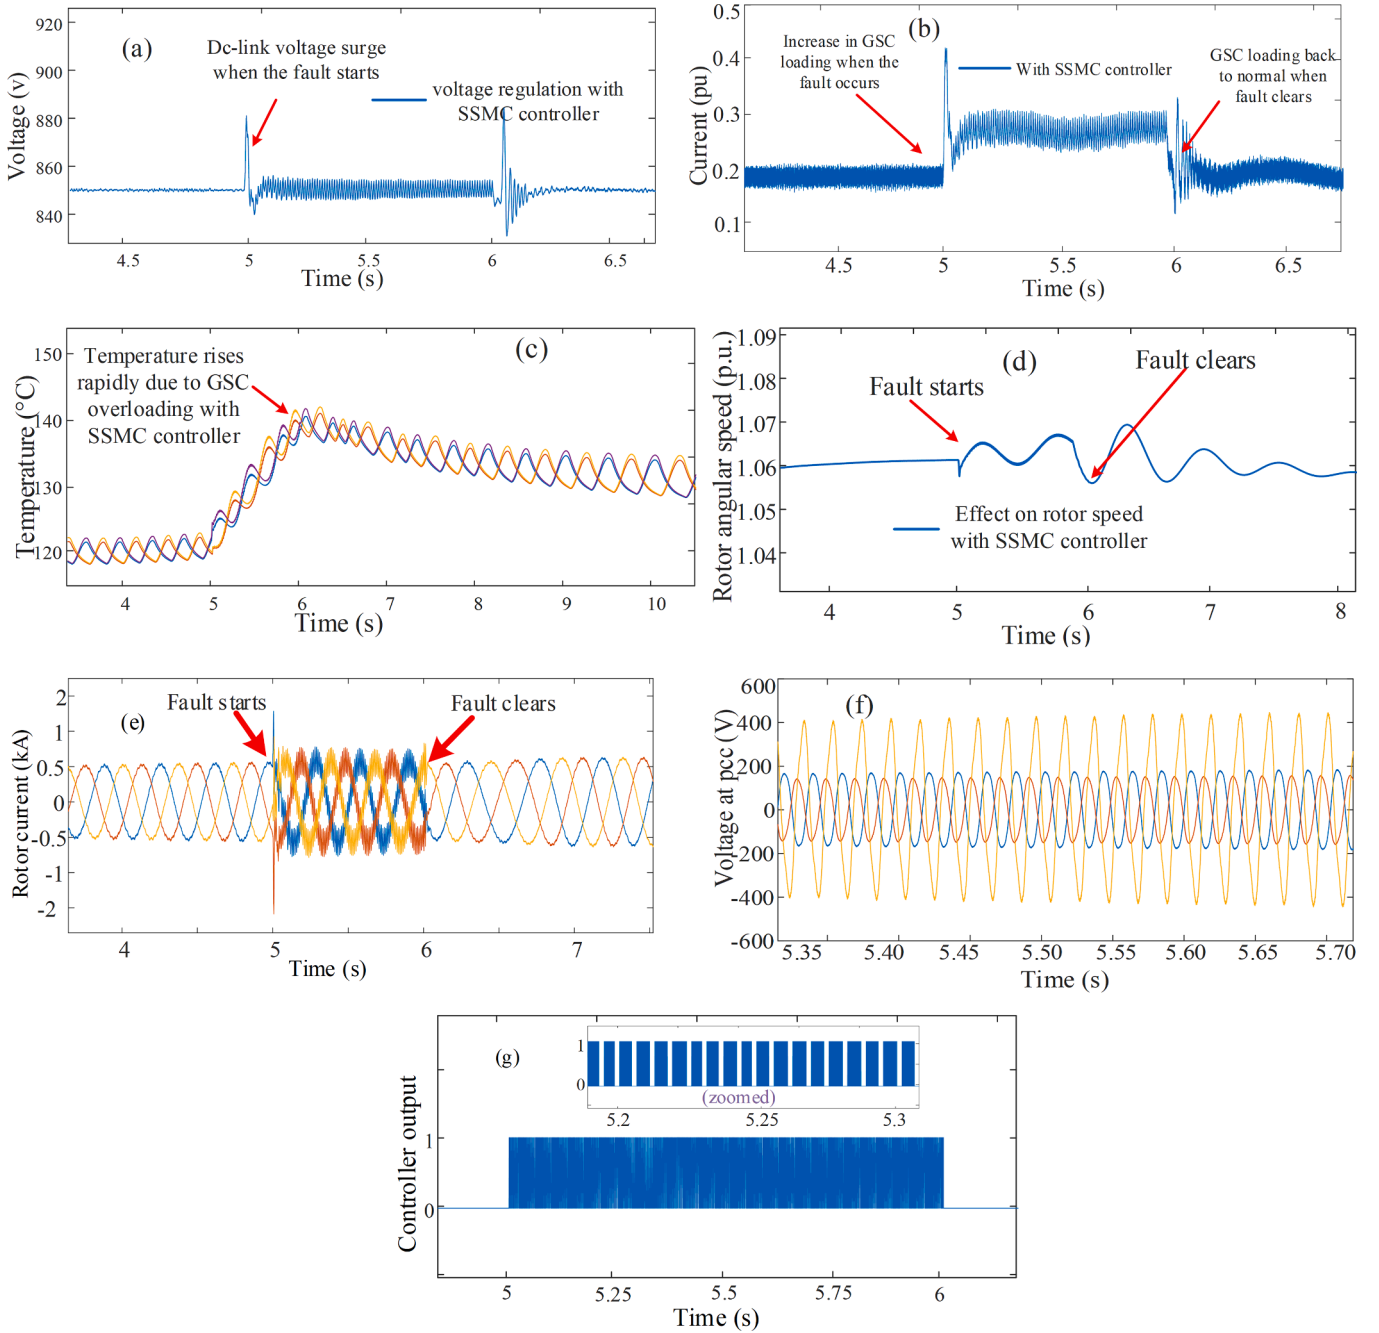 920
900
880
860
840
Voltage (v)
(a)
Dc-link voltage surge
when the fault starts
voltage regulation with
SSMC controller
4.5
5
5.5
6
6.5
Time (s)
0.5
0.4
0.3
0.2
0.1
Current (pu)
(b)
Increase in GSC
loading when the
fault occurs
With SSMC controller
GSC loading back
to normal when
fault clears
4.5
5
5.5
6
6.5
Time (s)
150
140
130
120
Temperature (°C)
Temperature rises
rapidly due to GSC
overloading with
SSMC controller
(c)
4
5
6
7
8
9
10
Time (s)
1.09
1.08
1.07
1.06
1.05
1.04
Rotor angular speed (p.u.)
(d)
Fault starts
Fault clears
Effect on rotor speed
with SSMC controller
4
5
6
7
8
Time (s)
2
1
0.5
0
-0.5
-1
-2
Rotor current (kA)
(e)
Fault starts
Fault clears
4
5
6
7
Time (s)
600
400
200
0
-200
-400
-600
Voltage at pcc (V)
(f)
5.35
5.40
5.45
5.50
5.55
5.60
5.65
5.70
Time (s)
(g)
1
0
(zoomed)
5.2
5.25
5.3
Controller output
1
0
5
5.25
5.5
5.75
6
Time (s)